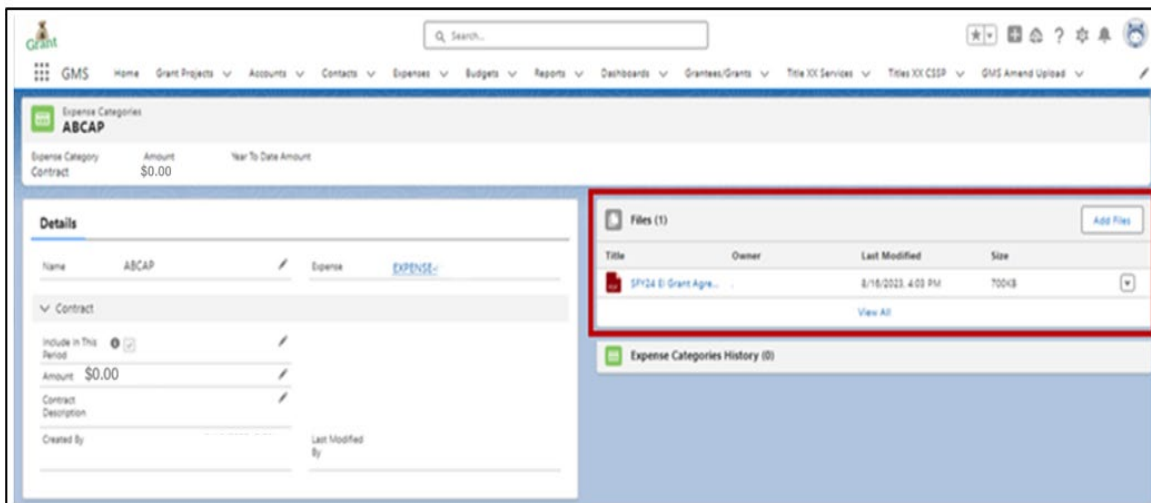 Grant
Search...
GMS Home Grant Projects Accounts Contacts Expenses Budgets Reports Dashboards Grantees/Grants Title XX Services Titles XX CSSP GMS Amend Upload
Expense Categories
ABCAP
Expense Category Amount Year To Date Amount
Contract $0.00
Details
Name ABCAP Expense EXPENSE-
Contract
Include in This Period
Amount $0.00
Contract Description
Created By Last Modified By
Files (1) Add Files
Title Owner Last Modified Size
SFY24 EI Grant Agre... 8/16/2023, 4:03 PM 700KB
View All
Expense Categories History (0)